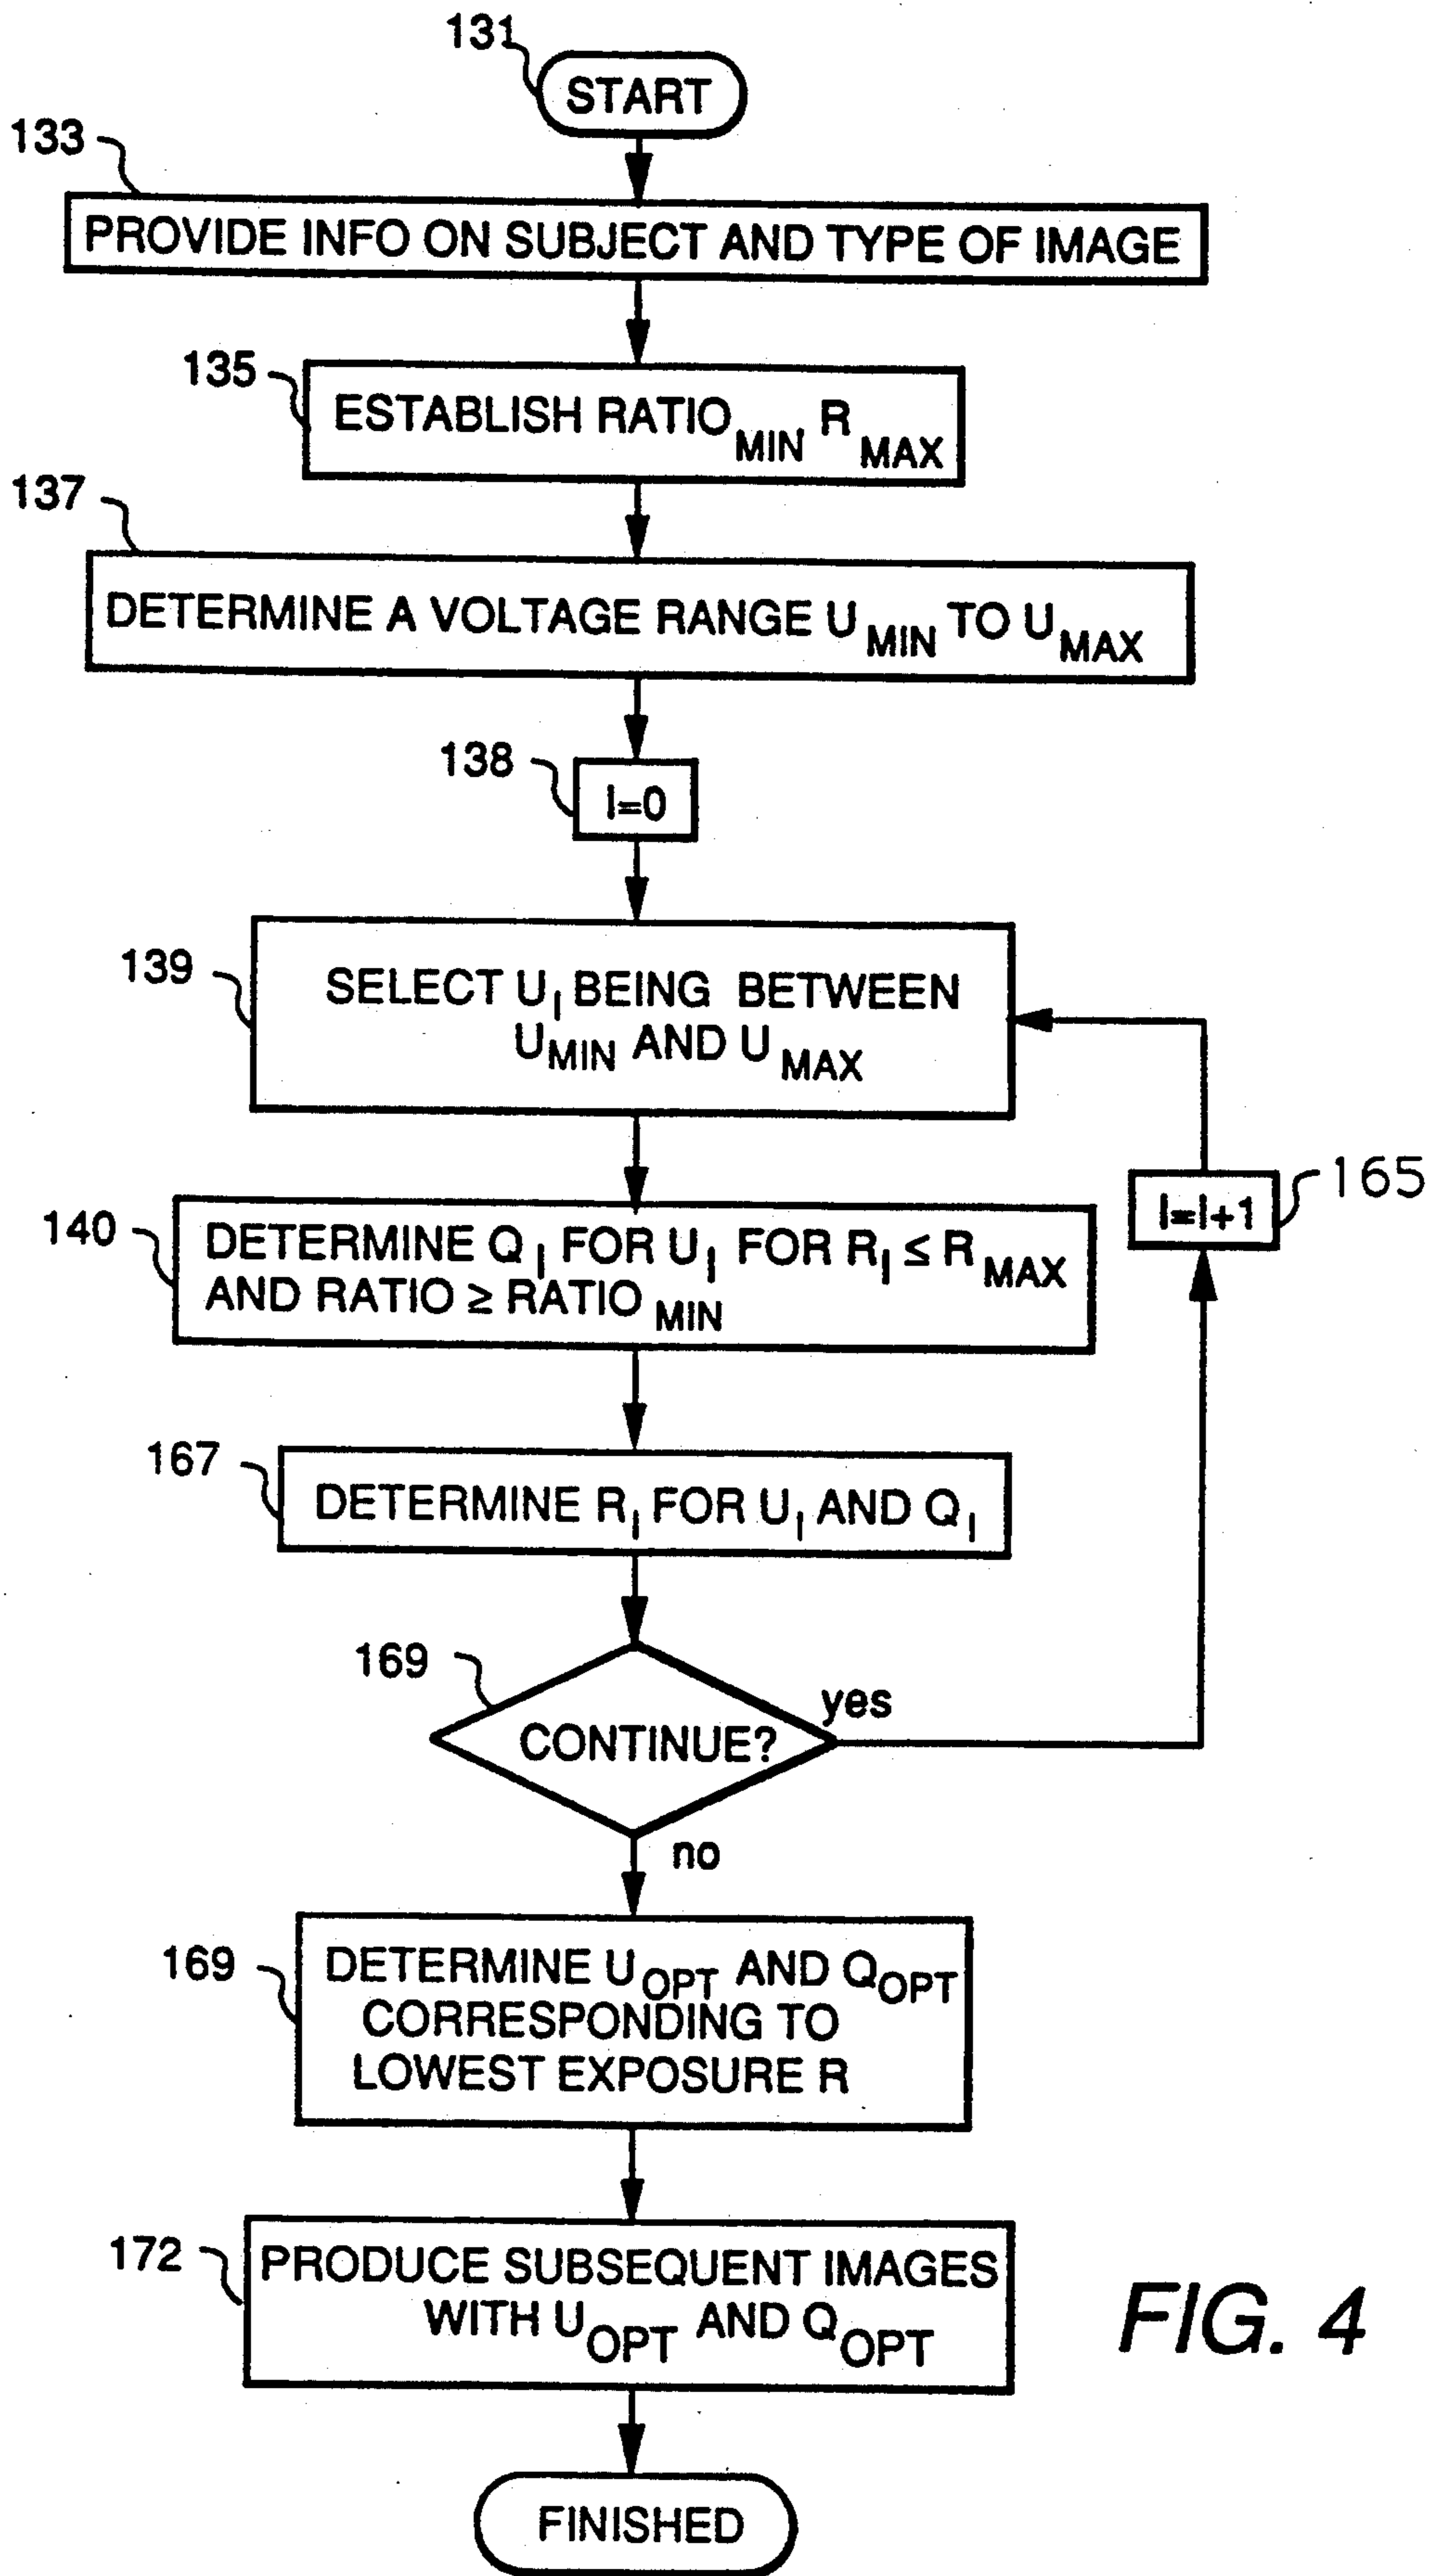 131
START
133
PROVIDE INFO ON SUBJECT AND TYPE OF IMAGE
135
ESTABLISH RATIO MIN, R MAX
137
DETERMINE A VOLTAGE RANGE U MIN TO U MAX
138
I=0
139
SELECT U I BEING BETWEEN
U MIN AND U MAX
165
I=I+1
140
DETERMINE Q I FOR U I FOR R I ≤ R MAX
AND RATIO ≥ RATIO MIN
167
DETERMINE R I FOR U I AND Q I
169
CONTINUE?
yes
no
169
DETERMINE U OPT AND Q OPT
CORRESPONDING TO
LOWEST EXPOSURE R
172
PRODUCE SUBSEQUENT IMAGES
WITH U OPT AND Q OPT
FIG. 4
FINISHED